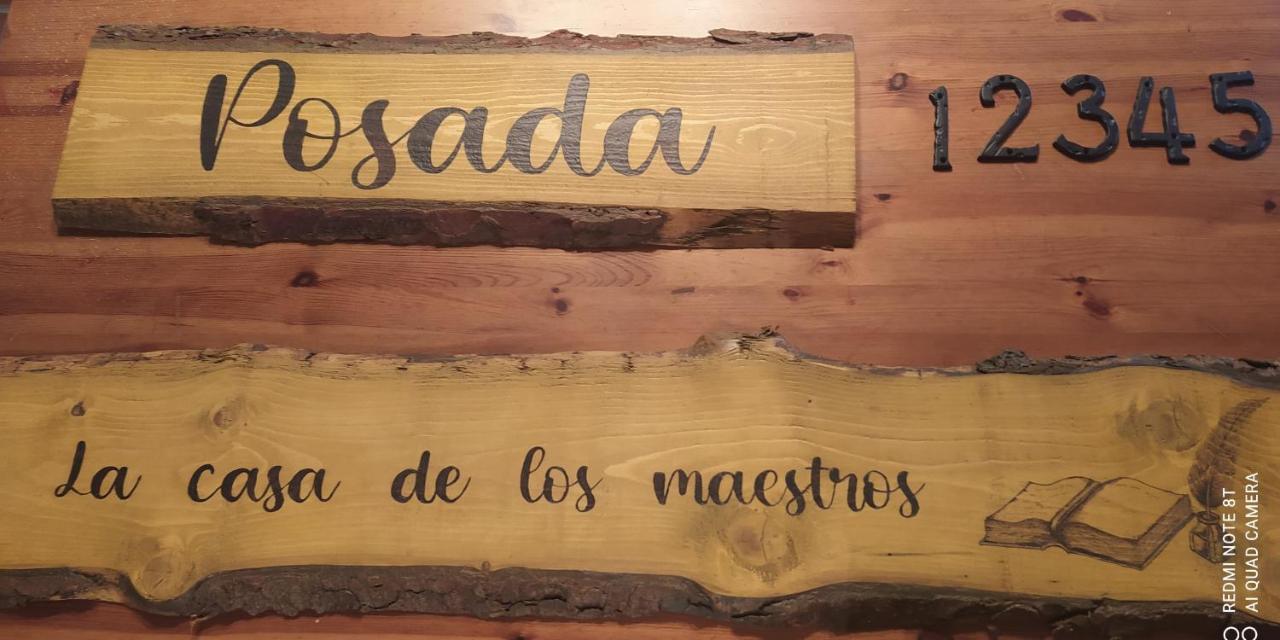 Posada
12345
La casa de los maestros
REDMI NOTE 8T
AI QUAD CAMERA